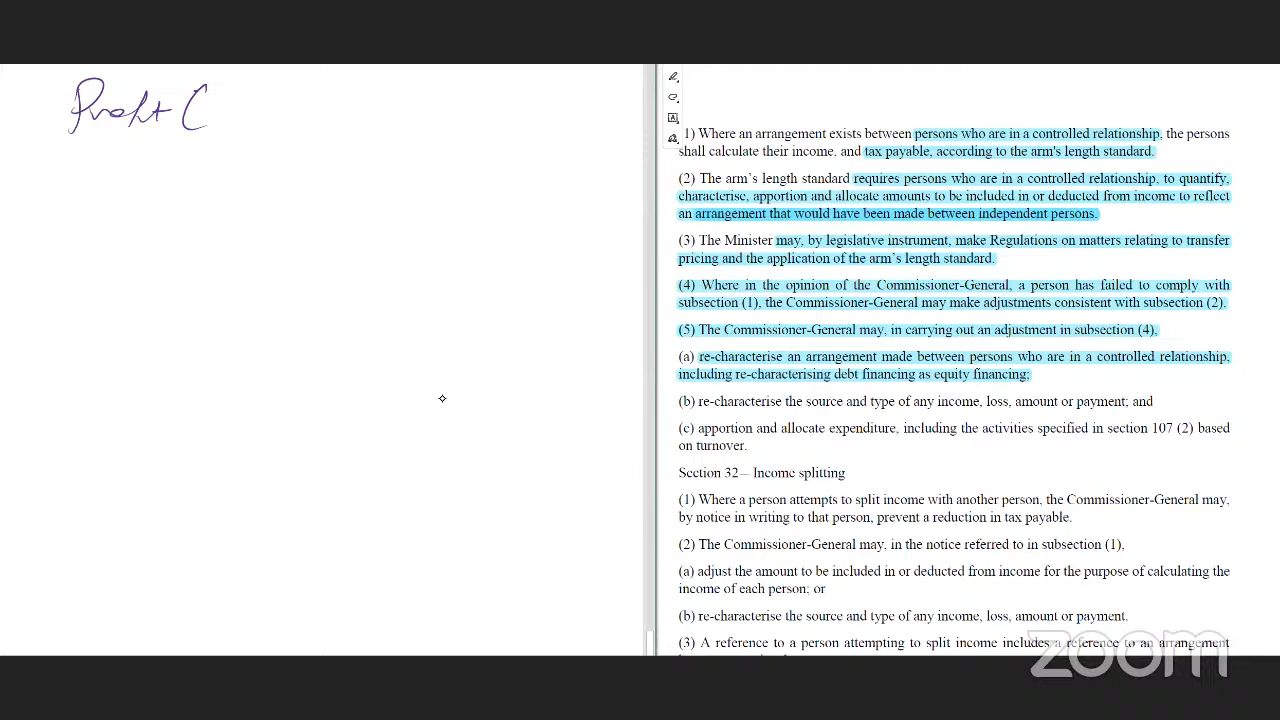 Profit (
1) Where an arrangement exists between persons who are in a controlled relationship, the persons
shall calculate their income, and tax payable, according to the arm's length standard.
(2) The arm’s length standard requires persons who are in a controlled relationship, to quantify,
characterise, apportion and allocate amounts to be included in or deducted from income to reflect
an arrangement that would have been made between independent persons.
(3) The Minister may, by legislative instrument, make Regulations on matters relating to transfer
pricing and the application of the arm’s length standard.
(4) Where in the opinion of the Commissioner-General, a person has failed to comply with
subsection (1), the Commissioner-General may make adjustments consistent with subsection (2).
(5) The Commissioner-General may, in carrying out an adjustment in subsection (4),
(a) re-characterise an arrangement made between persons who are in a controlled relationship,
including re-characterising debt financing as equity financing;
(b) re-characterise the source and type of any income, loss, amount or payment; and
(c) apportion and allocate expenditure, including the activities specified in section 107 (2) based
on turnover.
Section 32– Income splitting
(1) Where a person attempts to split income with another person, the Commissioner-General may,
by notice in writing to that person, prevent a reduction in tax payable.
(2) The Commissioner-General may, in the notice referred to in subsection (1),
(a) adjust the amount to be included in or deducted from income for the purpose of calculating the
income of each person; or
(b) re-characterise the source and type of any income, loss, amount or payment.
(3) A reference to a person attempting to split income includes a reference to an arrangement
zoom